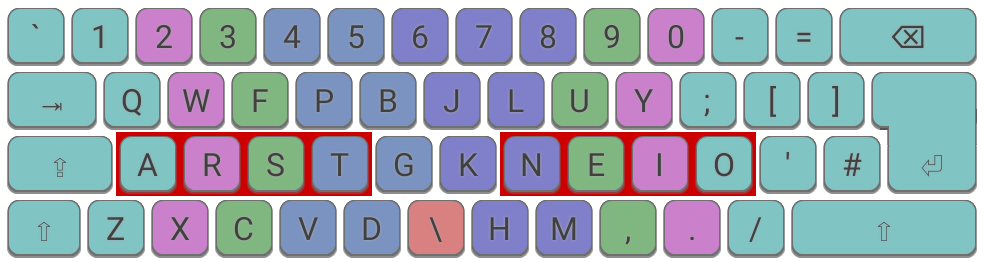 ` 1 2 3 4 5 6 7 8 9 0 - = ⌫
⇥ Q W F P B J L U Y ; [ ]
⇪ A R S T G K N E I O ' # ⏎
⇧ Z X C V D \ H M , . / ⇧